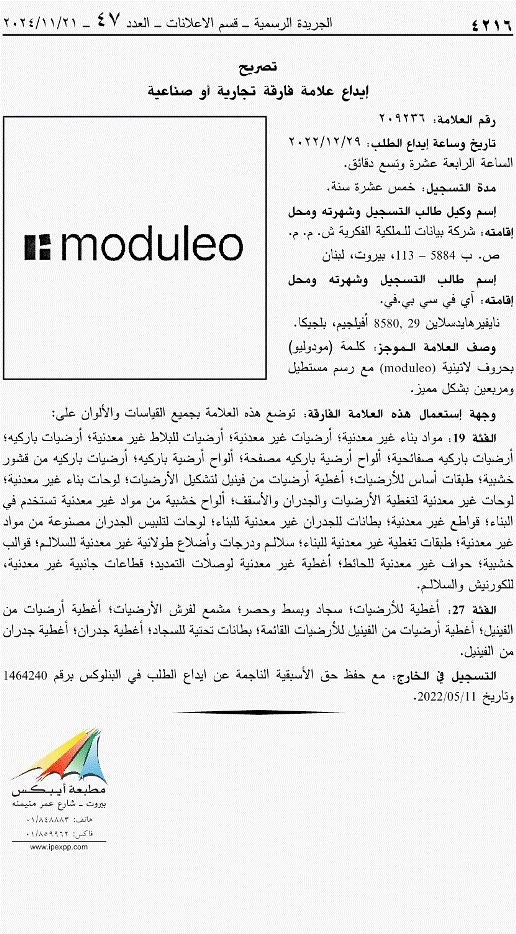 ٤٢١٦ الجريدة الرسمية ــ قسم الاعلانات ــ العدد ٤٧ ــ ٢٠٢٤/١١/٢١
تصريح
إيداع علامة فارقة تجارية أو صناعية
رقم العلامة: ٢٠٩٢٣٦
تاريخ وساعة إيداع الطلب: ٢٠٢٢/١٢/٢٩
الساعة الرابعة عشرة وتسع دقائق.
مدة التسجيل: خمس عشرة سنة.
إسم وكيل طالب التسجيل وشهرته ومحل
إقامته: شركة بيانات للملكية الفكرية ش. م. م.
ص. ب 5884 – 113، بيروت، لبنان
إسم طالب التسجيل وشهرته ومحل
إقامته: آي في سي بي.في.
نايفيرهايدسلاين 29 ,8580 أفيلجيم، بلجيكا.
وصف العلامة الموجز: كلمة (مودوليو)
بحروف لاتينية (moduleo) مع رسم مستطيل
ومربعين بشكل مميز.
moduleo
وجهة إستعمال هذه العلامة الفارقة: توضع هذه العلامة بجميع القياسات والألوان على:
الفئة 19: مواد بناء غير معدنية؛ أرضيات غير معدنية؛ أرضيات للبلاط غير معدنية؛ أرضيات باركيه؛
أرضيات باركيه صفائحية؛ ألواح أرضية باركيه مصفحة؛ ألواح أرضية باركيه؛ أرضيات باركيه من قشور
خشبية؛ طبقات أساس للأرضيات؛ أغطية أرضيات من فينيل لتشكيل الأرضيات؛ لوحات بناء غير معدنية؛
لوحات غير معدنية لتغطية الأرضيات والجدران والأسقف؛ ألواح خشبية من مواد غير معدنية تستخدم في
البناء؛ قواطع غير معدنية؛ بطانات للجدران غير معدنية للبناء؛ لوحات لتلبيس الجدران مصنوعة من مواد
غير معدنية؛ طبقات تغطية غير معدنية للبناء؛ سلالم ودرجات وأضلاع طولانية غير معدنية للسلالم؛ قوالب
خشبية؛ حواف غير معدنية للحائط؛ أغطية غير معدنية لوصلات التمديد؛ قطاعات جانبية غير معدنية،
للكورنيش والسلالم.
الفئة 27: أغطية للأرضيات؛ سجاد وبسط وحصر؛ مشمع لفرش الأرضيات؛ أغطية أرضيات من
الفينيل؛ أغطية أرضيات من الفينيل للأرضيات القائمة؛ بطانات تحتية للسجاد؛ أغطية جدران؛ أغطية جدران
من الفينيل.
التسجيل في الخارج: مع حفظ حق الأسبقية الناجمة عن ايداع الطلب في البنلوكس برقم 1464240
وتاريخ 2022/05/11.
مطبعة آيبكس
بيروت ــ شارع عمر منيمنه
هاتف: ٠١/٨٤٨٨٨٣
فاكس: ٠١/٨٥٩٩٦٢
www.ipexpp.com